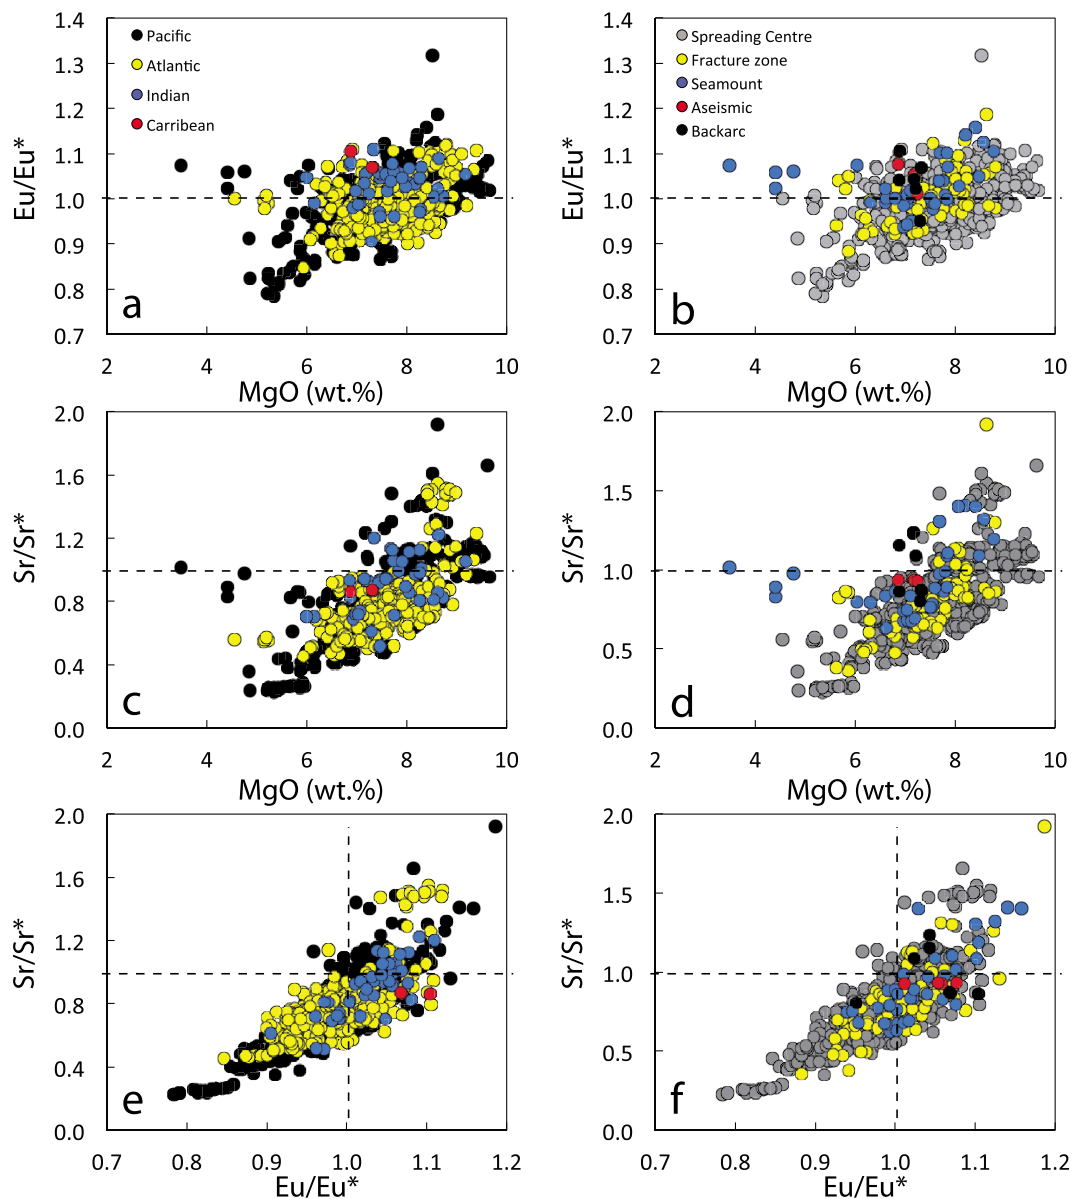 1.4
1.3
1.2
1.1
1.0
0.9
0.8
0.7
Eu/Eu*
Pacific
Atlantic
Indian
Carribean
a
2 4 6 8 10
MgO (wt.%)
1.4
1.3
1.2
1.1
1.0
0.9
0.8
0.7
Eu/Eu*
Spreading Centre
Fracture zone
Seamount
Aseismic
Backarc
b
2 4 6 8 10
MgO (wt.%)
2.0
1.6
1.2
0.8
0.4
0.0
Sr/Sr*
c
2 4 6 8 10
MgO (wt.%)
2.0
1.5
1.0
0.5
0.0
Sr/Sr*
d
2 4 6 8 10
MgO (wt.%)
2.0
1.6
1.2
0.8
0.4
0.0
Sr/Sr*
e
0.7 0.8 0.9 1.0 1.1 1.2
Eu/Eu*
2.0
1.5
1.0
0.5
0.0
Sr/Sr*
f
0.7 0.8 0.9 1.0 1.1 1.2
Eu/Eu*